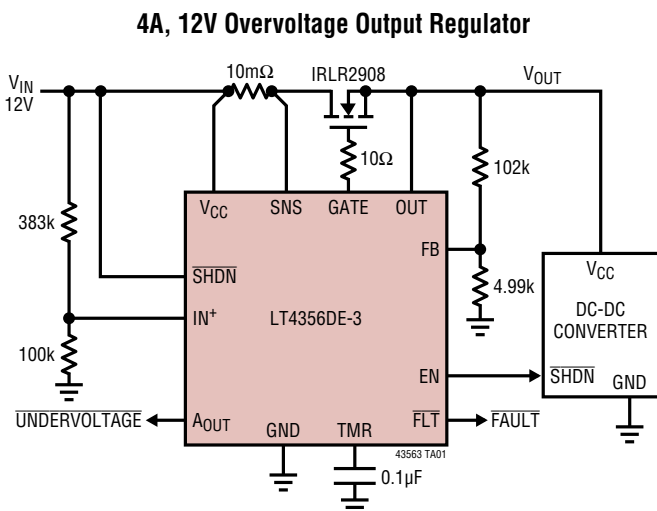 4A, 12V Overvoltage Output Regulator
VIN
12V
10mΩ
IRLR2908
VOUT
10Ω
102k
383k
VCC
SNS
GATE
OUT
FB
SHDN
4.99k
VCC
IN+
LT4356DE-3
DC-DC
CONVERTER
100k
EN
SHDN
GND
UNDERVOLTAGE
AOUT
GND
TMR
FLT
FAULT
43563 TA01
0.1µF